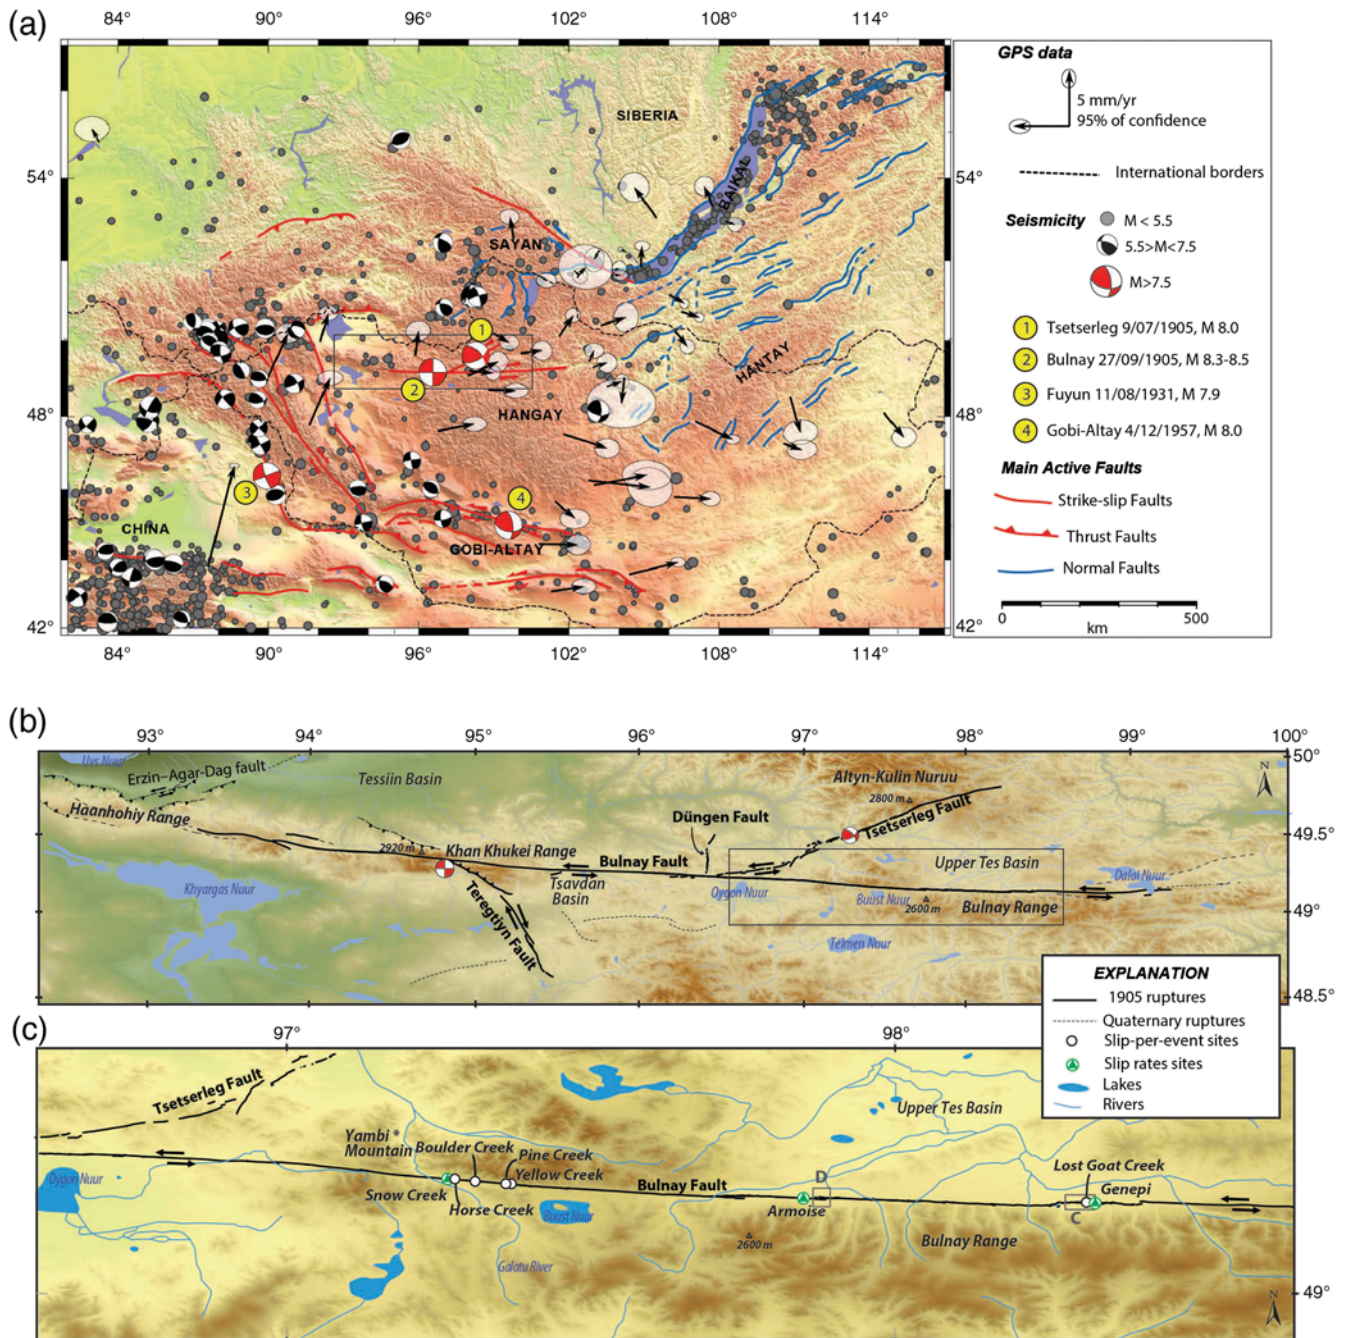 (a)
84° 90° 96° 102° 108° 114°
54° 54°
48° 48°
42°
84° 90° 96° 102° 108° 114°
SIBERIA
BAIKAL
SAYAN
HANTAY
HANGAY
CHINA
GOBI-ALTAY
1
2
3
4
GPS data
5 mm/yr
95% of confidence
International borders
Seismicity
M < 5.5
5.5>M<7.5
M>7.5
1 Tsetserleg 9/07/1905, M 8.0
2 Bulnay 27/09/1905, M 8.3-8.5
3 Fuyun 11/08/1931, M 7.9
4 Gobi-Altay 4/12/1957, M 8.0
Main Active Faults
Strike-slip Faults
Thrust Faults
Normal Faults
0 500
km
(b)
93° 94° 95° 96° 97° 98° 99° 100°
50°
49.5°
49°
48.5°
N
Uvs Nuur
Erzin–Agar-Dag fault
Tessiin Basin
Altyn-Kulin Nuruu
2800 m
Haanhohiy Range
Düngen Fault
Tsetserleg Fault
2920 m
Khan Khukei Range
Bulnay Fault
Upper Tes Basin
Khyargas Nuur
Tsavdan
Basin
Oygon Nuur
Buust Nuur
2600 m
Dalai Nuur
Bulnay Range
Teregtiyn Fault
Telmen Nuur
EXPLANATION
1905 ruptures
Quaternary ruptures
Slip-per-event sites
Slip rates sites
Lakes
Rivers
(c)
97° 98°
Tsetserleg Fault
Upper Tes Basin
Yambi *
Mountain
Boulder Creek
Pine Creek
Yellow Creek
Lost Goat Creek
Genepi
Oygon Nuur
Snow Creek
Horse Creek
Bulnay Fault
D
Armoise
C
Buust Nuur
2600 m
Bulnay Range
Galatu River
49°
N